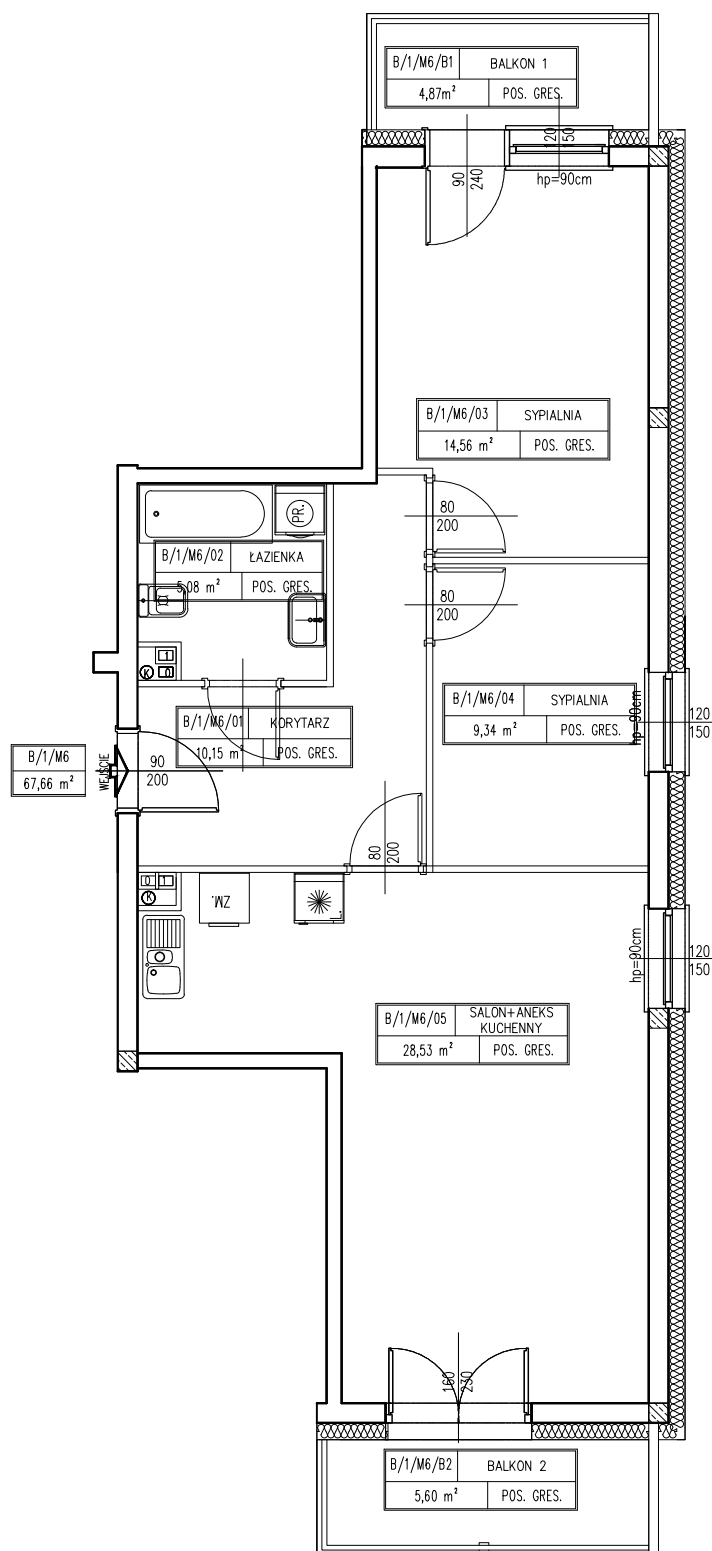 B/1/M6/B1 BALKON 1
4,87m² POS. GRES.
120
150
90
240
hp=90cm
B/1/M6/03 SYPIALNIA
14,56 m² POS. GRES.
80
200
PR.
B/1/M6/02 ŁAZIENKA
5,08 m² POS. GRES.
80
200
1
K 0
B/1/M6/04 SYPIALNIA
9,34 m² POS. GRES.
hp=90cm
120
150
B/1/M6/01 KORYTARZ
10,15 m² POS. GRES.
B/1/M6
67,66 m²
WEJŚCIE
90
200
80
200
0 1
K
ZM.
L.
hp=90cm
120
150
B/1/M6/05 SALON+ANEKS
KUCHENNY
28,53 m² POS. GRES.
160
230
B/1/M6/B2 BALKON 2
5,60 m² POS. GRES.